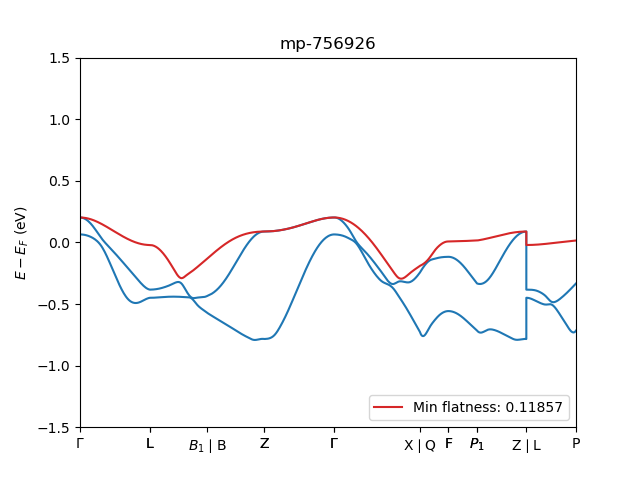 mp-756926
E − E_F (eV)
1.5
1.0
0.5
0.0
−0.5
−1.0
−1.5
Min flatness: 0.11857
Γ L B₁ | B Z Γ X | Q F P₁ Z | L P